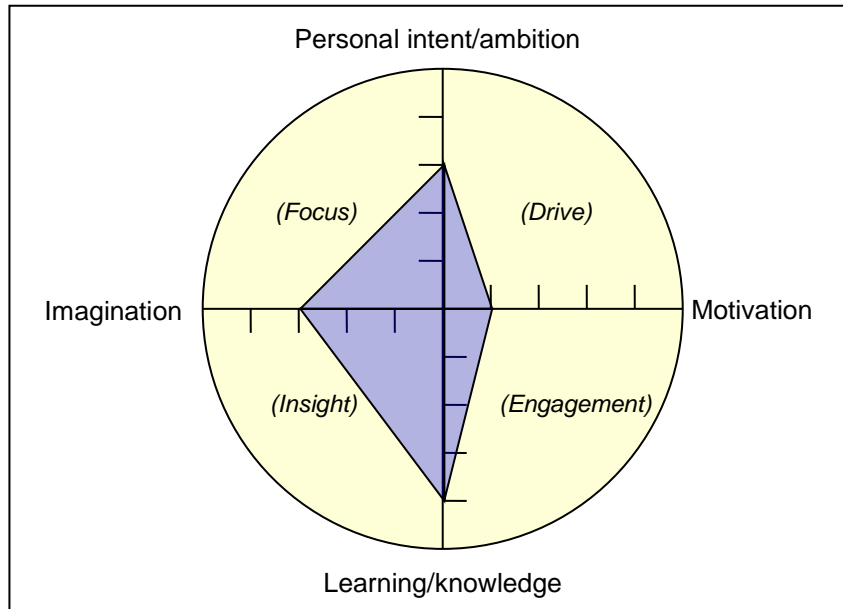 Personal intent/ambition
(Focus)
(Drive)
Imagination
Motivation
(Insight)
(Engagement)
Learning/knowledge